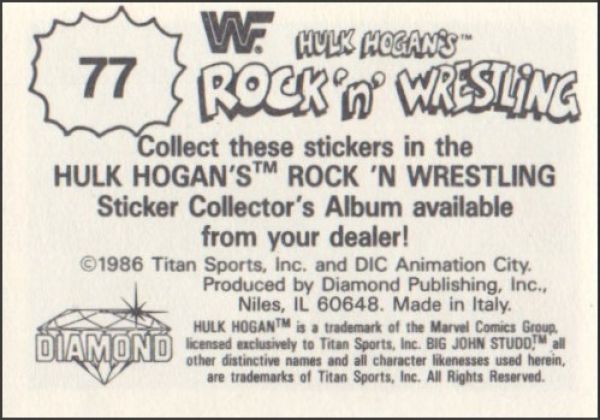 77
WF HULK HOGAN'S™
ROCK 'n' WRESTLING
Collect these stickers in the
HULK HOGAN'S™ ROCK 'N WRESTLING
Sticker Collector's Album available
from your dealer!
©1986 Titan Sports, Inc. and DIC Animation City.
Produced by Diamond Publishing, Inc.,
Niles, IL 60648. Made in Italy.
DIAMOND
HULK HOGAN™ is a trademark of the Marvel Comics Group,
licensed exclusively to Titan Sports, Inc. BIG JOHN STUDD,™ all
other distinctive names and all character likenesses used herein,
are trademarks of Titan Sports, Inc. All Rights Reserved.